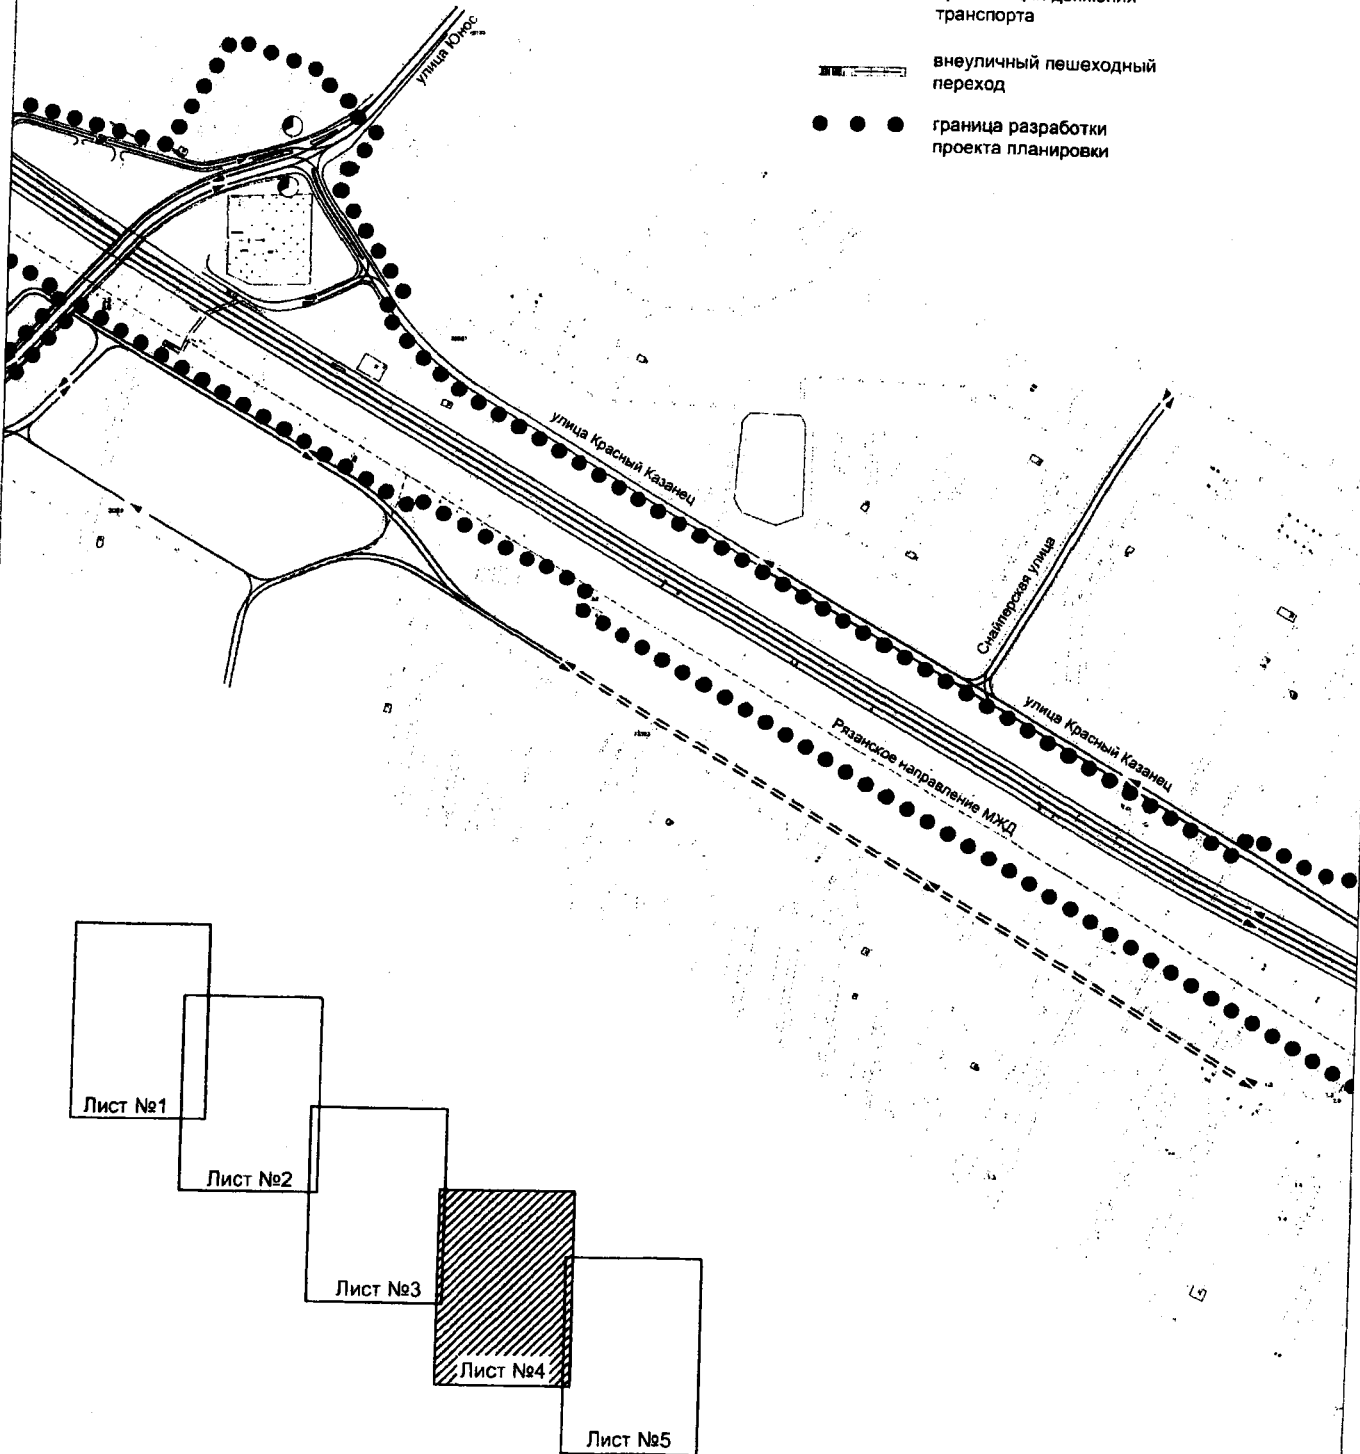 транспорта
внеуличный пешеходный
переход
граница разработки
проекта планировки
улица Юнос
улица Красный Казанец
Снайперская улица
улица Красный Казанец
Рязанское направление МЖД
Лист №1
Лист №2
Лист №3
Лист №4
Лист №5